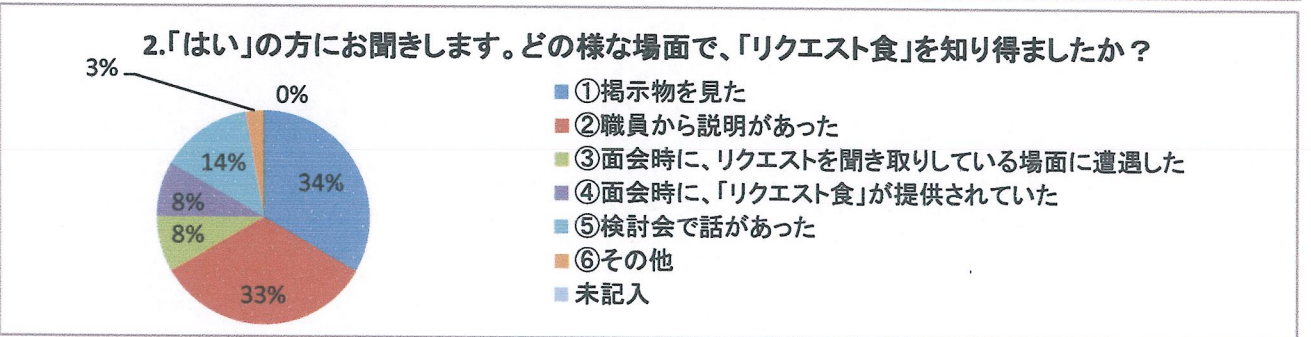 2.「はい」の方にお聞きします。どの様な場面で、「リクエスト食」を知り得ましたか？
3%
0%
34%
33%
8%
8%
14%
①掲示物を見た
②職員から説明があった
③面会時に、リクエストを聞き取りしている場面に遭遇した
④面会時に、「リクエスト食」が提供されていた
⑤検討会で話があった
⑥その他
未記入